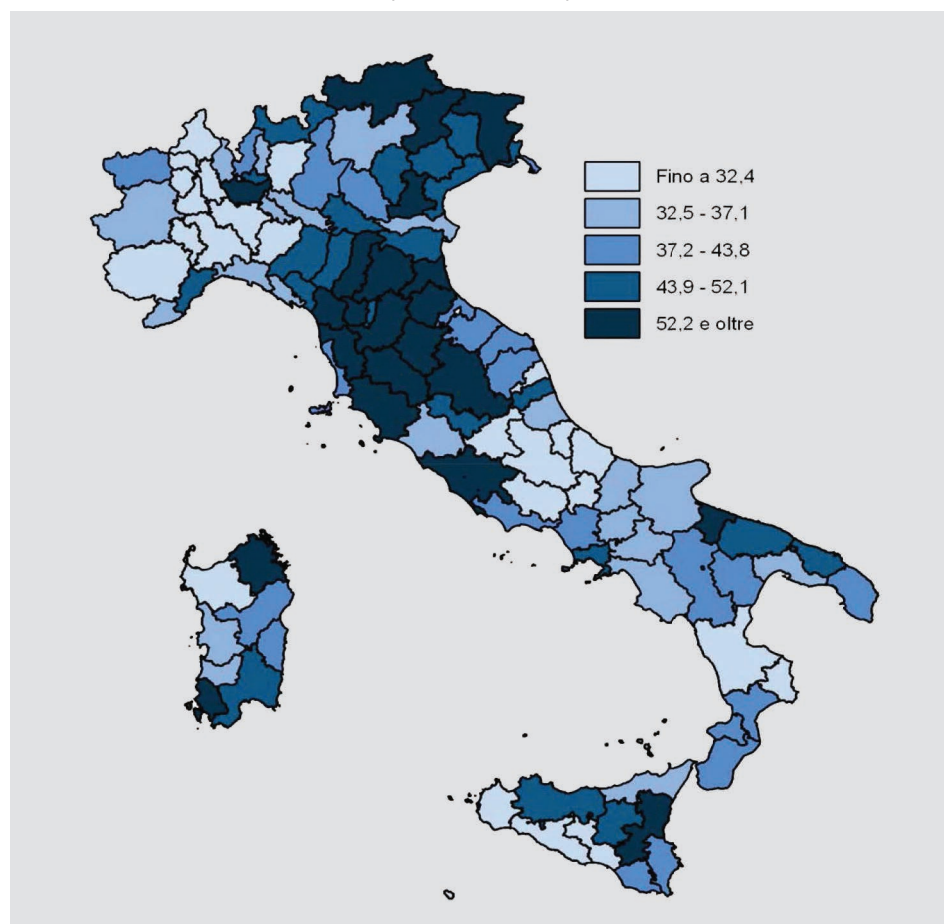 Fino a 32,4
32,5 - 37,1
37,2 - 43,8
43,9 - 52,1
52,2 e oltre